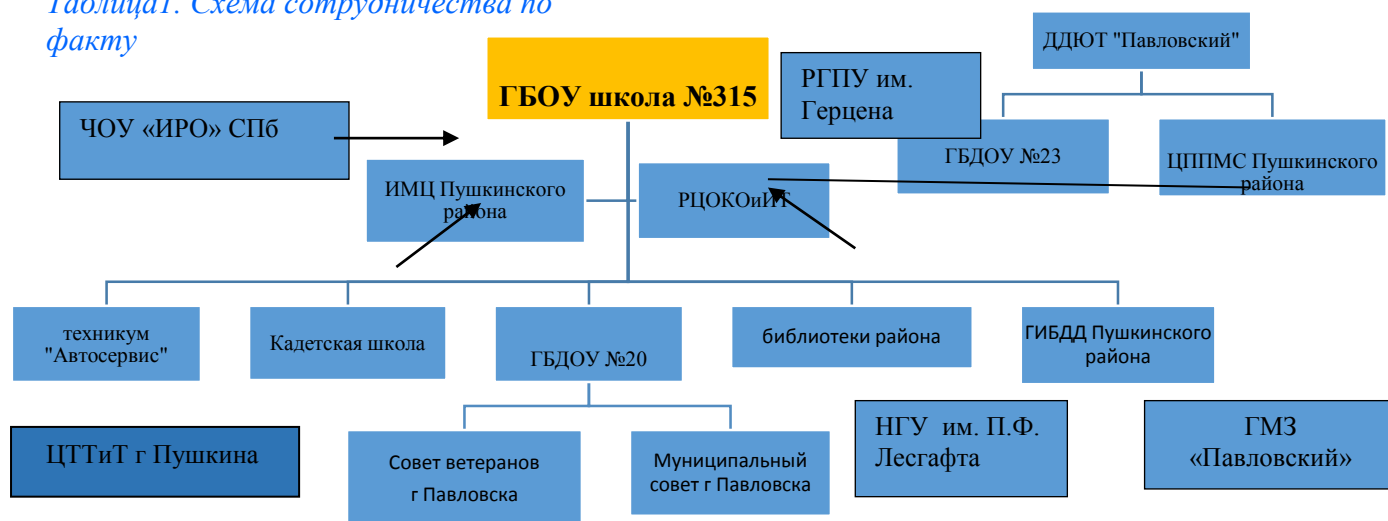 Таблица1. Схема сотрудничества по
факту
ДДЮТ "Павловский"
ГБОУ школа №315
РГПУ им.
Герцена
ЧОУ «ИРО» СПб
ГБДОУ №23
ЦППМС Пушкинского
района
ИМЦ Пушкинского
района
РЦОКОиИТ
техникум
"Автосервис"
Кадетская школа
ГБДОУ №20
библиотеки района
ГИБДД Пушкинского
района
ЦТТиТ г Пушкина
Совет ветеранов
г Павловска
Муниципальный
совет г Павловска
НГУ им. П.Ф.
Лесгафта
ГМЗ
«Павловский»